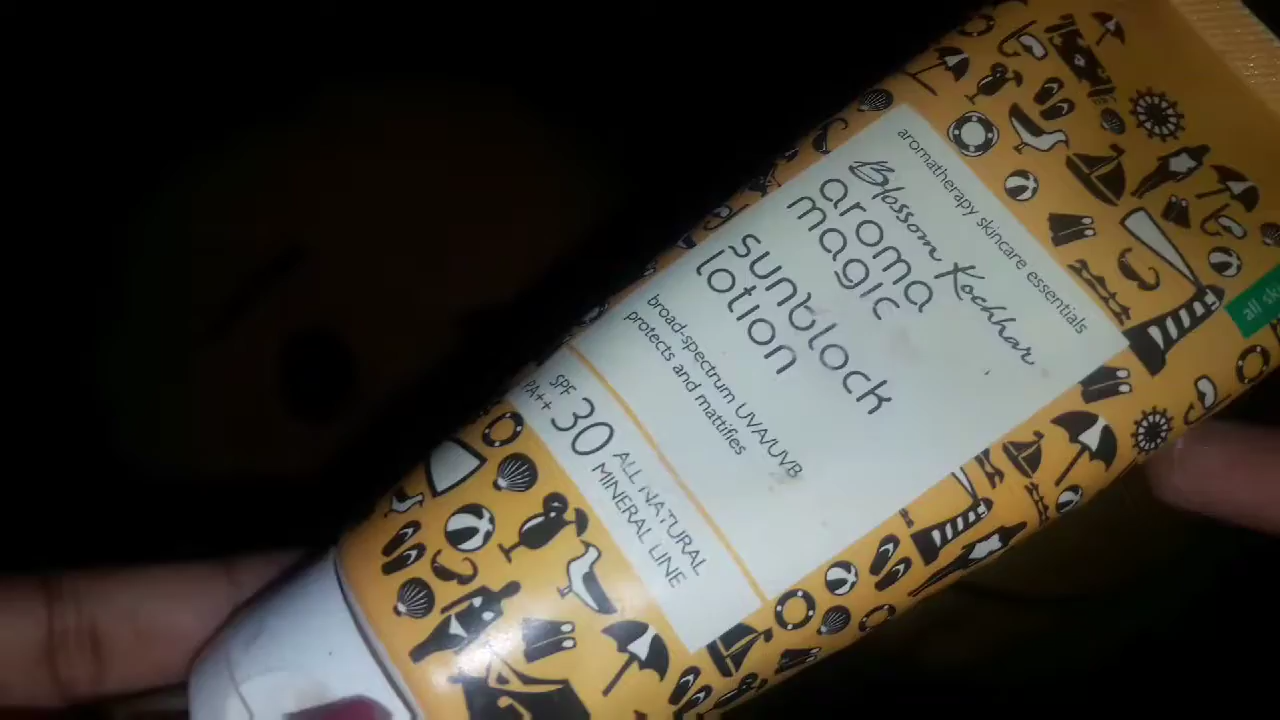 aromatherapy skincare essentials
Blossom Kochhar
aroma
magic
sunblock
lotion
broad-spectrum UVA/UVB
protects and mattifies
SPF 30
PA++
ALL NATURAL
MINERAL LINE
all